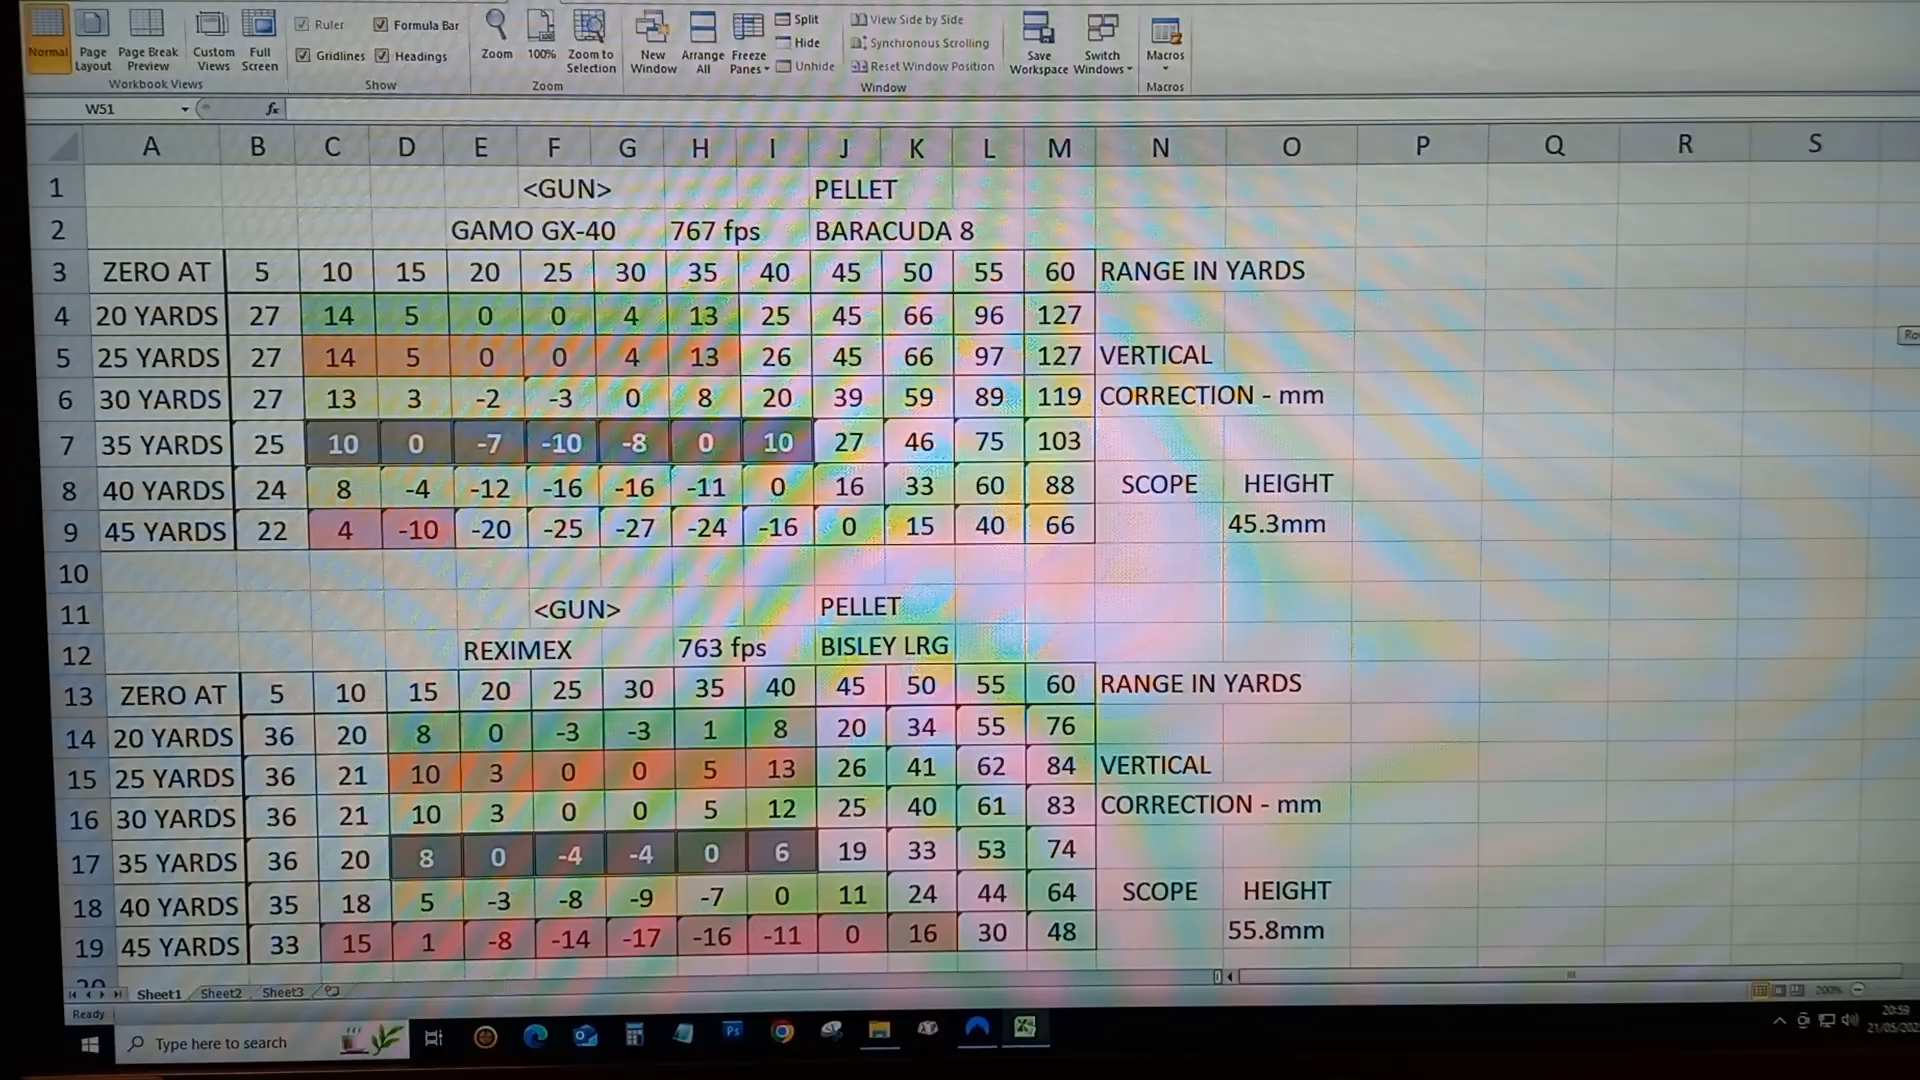 Normal Page Layout Page Break Preview Custom Views Full Screen
Workbook Views
Ruler Formula Bar
Gridlines Headings
Show
Zoom 100% Zoom to Selection
Zoom
New Window Arrange All Freeze Panes
Split
Hide
Unhide
View Side by Side
Synchronous Scrolling
Reset Window Position
Window
Save Workspace Switch Windows
Macros
Macros
W51 fx
A B C D E F G H I J K L M N O P Q R S
1 <GUN> PELLET
2 GAMO GX-40 767 fps BARACUDA 8
3 ZERO AT 5 10 15 20 25 30 35 40 45 50 55 60 RANGE IN YARDS
4 20 YARDS 27 14 5 0 0 4 13 25 45 66 96 127
5 25 YARDS 27 14 5 0 0 4 13 26 45 66 97 127 VERTICAL
6 30 YARDS 27 13 3 -2 -3 0 8 20 39 59 89 119 CORRECTION - mm
7 35 YARDS 25 10 0 -7 -10 -8 0 10 27 46 75 103
8 40 YARDS 24 8 -4 -12 -16 -16 -11 0 16 33 60 88 SCOPE HEIGHT
9 45 YARDS 22 4 -10 -20 -25 -27 -24 -16 0 15 40 66 45.3mm
10
11 <GUN> PELLET
12 REXIMEX 763 fps BISLEY LRG
13 ZERO AT 5 10 15 20 25 30 35 40 45 50 55 60 RANGE IN YARDS
14 20 YARDS 36 20 8 0 -3 -3 1 8 20 34 55 76
15 25 YARDS 36 21 10 3 0 0 5 13 26 41 62 84 VERTICAL
16 30 YARDS 36 21 10 3 0 0 5 12 25 40 61 83 CORRECTION - mm
17 35 YARDS 36 20 8 0 -4 -4 0 6 19 33 53 74
18 40 YARDS 35 18 5 -3 -8 -9 -7 0 11 24 44 64 SCOPE HEIGHT
19 45 YARDS 33 15 1 -8 -14 -17 -16 -11 0 16 30 48 55.8mm
Sheet1 Sheet2 Sheet3
Ready 200%
Type here to search
Ps
20:59